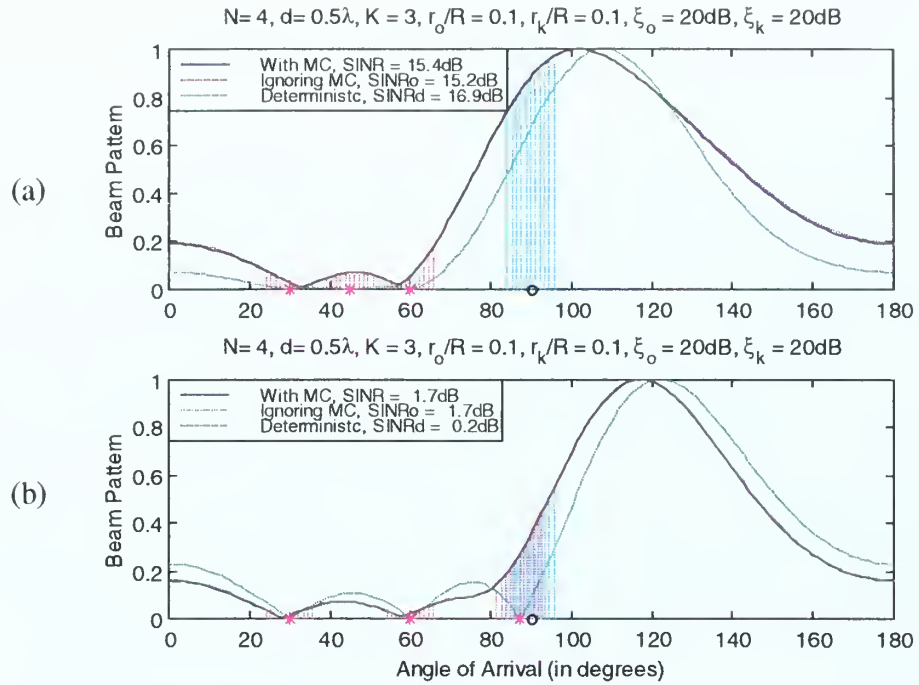 N= 4, d= 0.5λ, K = 3, r_o/R = 0.1, r_k/R = 0.1, ξ_o = 20dB, ξ_k = 20dB
1
With MC, SINR = 15.4dB
Ignoring MC, SINRo = 15.2dB
Deterministc, SINRd = 16.9dB
0.8
0.6
0.4
0.2
0
Beam Pattern
(a)
0 20 40 60 80 100 120 140 160 180
N= 4, d= 0.5λ, K = 3, r_o/R = 0.1, r_k/R = 0.1, ξ_o = 20dB, ξ_k = 20dB
1
With MC, SINR = 1.7dB
Ignoring MC, SINRo = 1.7dB
Deterministc, SINRd = 0.2dB
0.8
0.6
0.4
0.2
0
Beam Pattern
(b)
0 20 40 60 80 100 120 140 160 180
Angle of Arrival (in degrees)